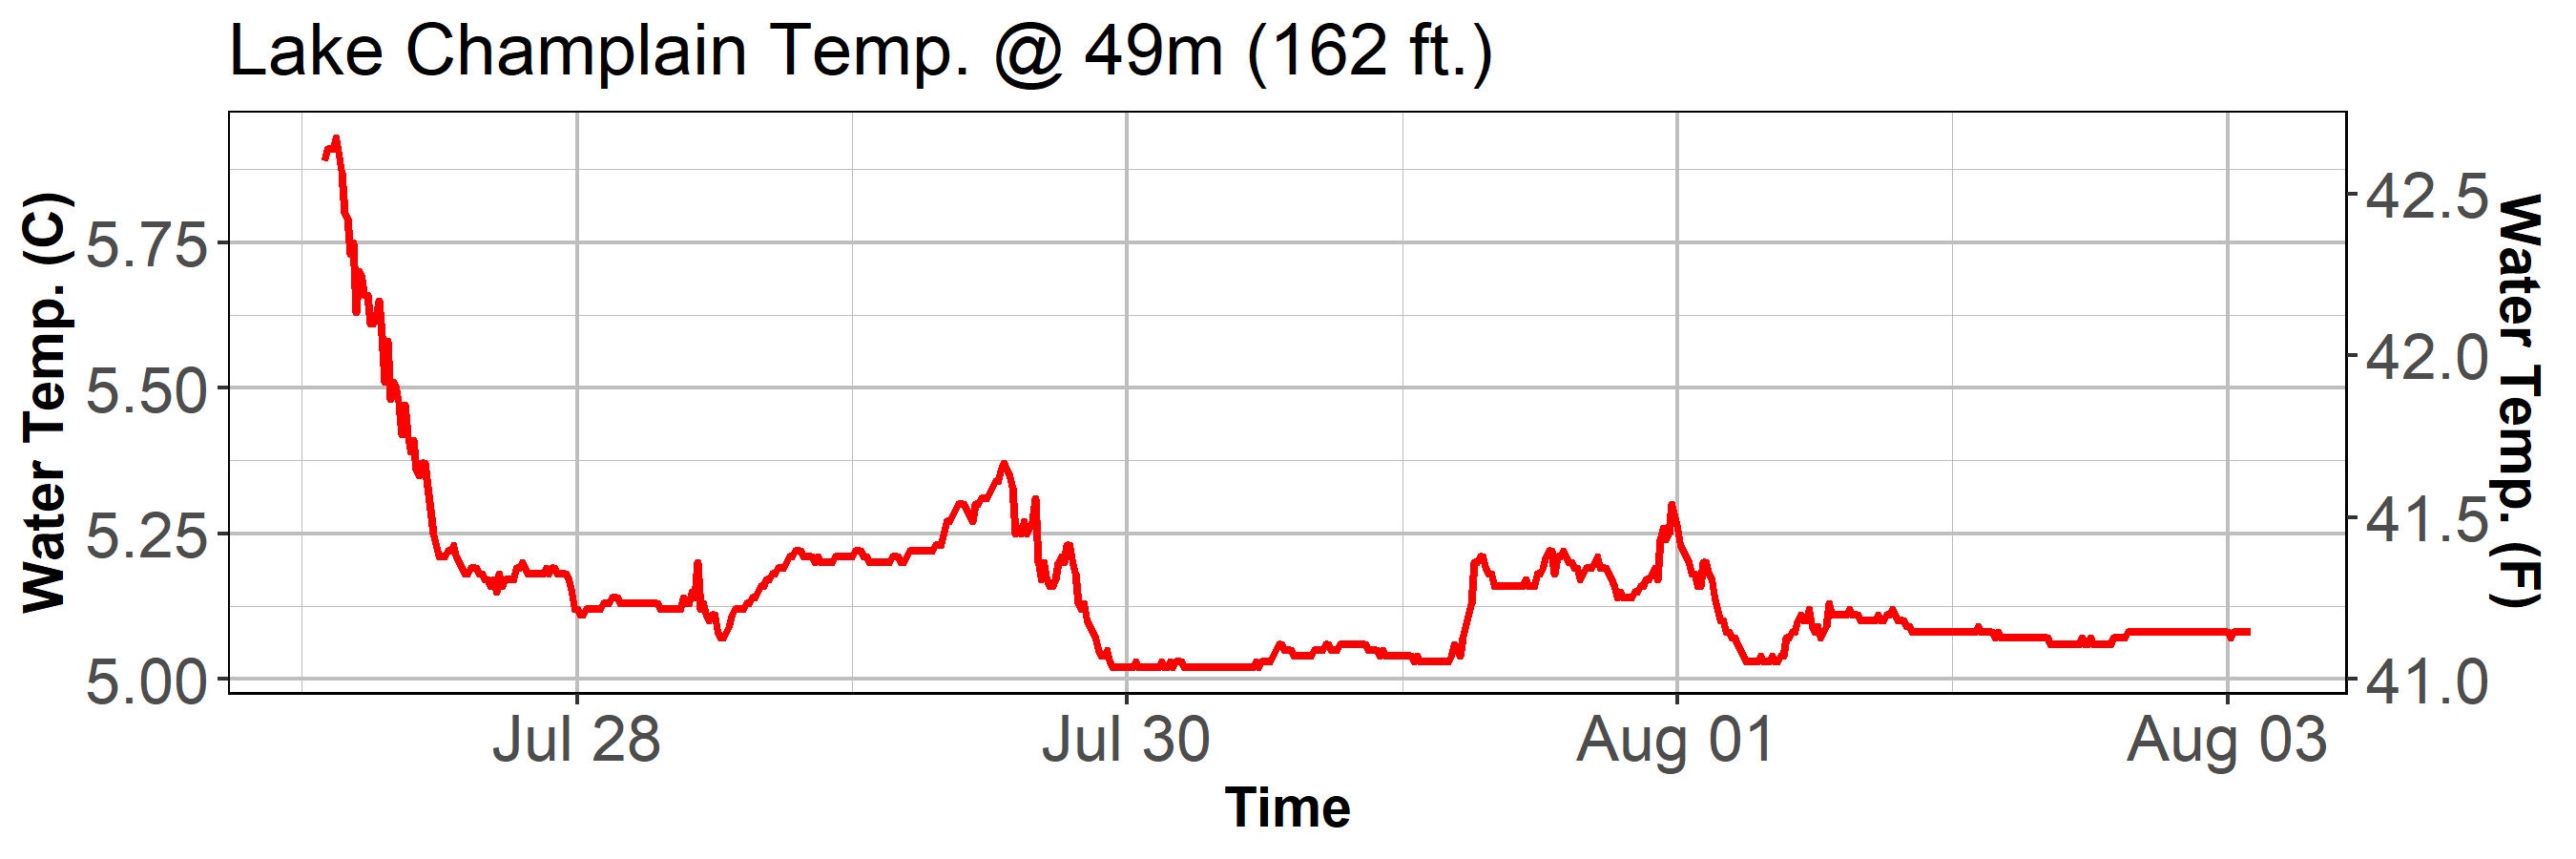 Lake Champlain Temp. @ 49m (162 ft.)
Water Temp. (C)
5.75
5.50
5.25
5.00
42.5
42.0
41.5
41.0
Water Temp. (F)
Jul 28 Jul 30 Aug 01 Aug 03
Time